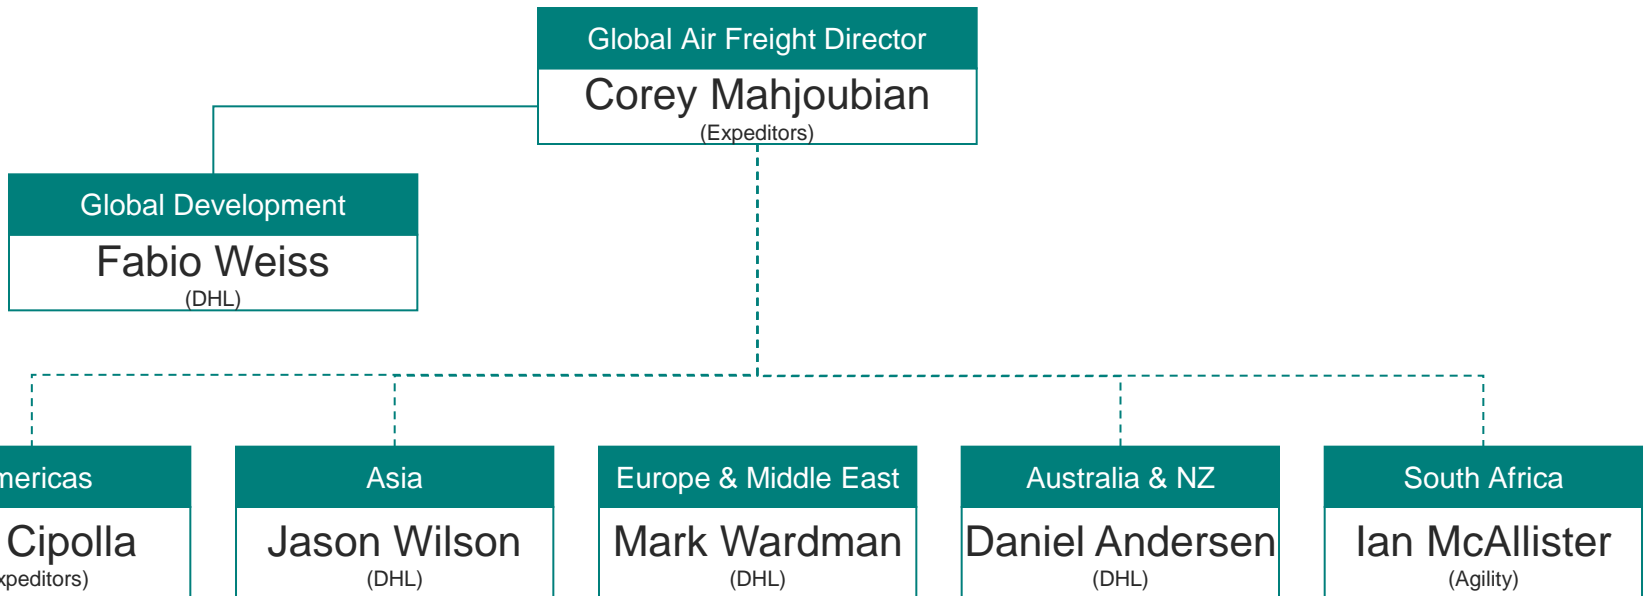 Global Air Freight Director
Corey Mahjoubian
(Expeditors)
Global Development
Fabio Weiss
(DHL)
Asia
Europe & Middle East
Australia & NZ
South Africa
Cipolla
Jason Wilson
Mark Wardman
Daniel Andersen
Ian McAllister
(DHL)
(DHL)
(DHL)
(Agility)